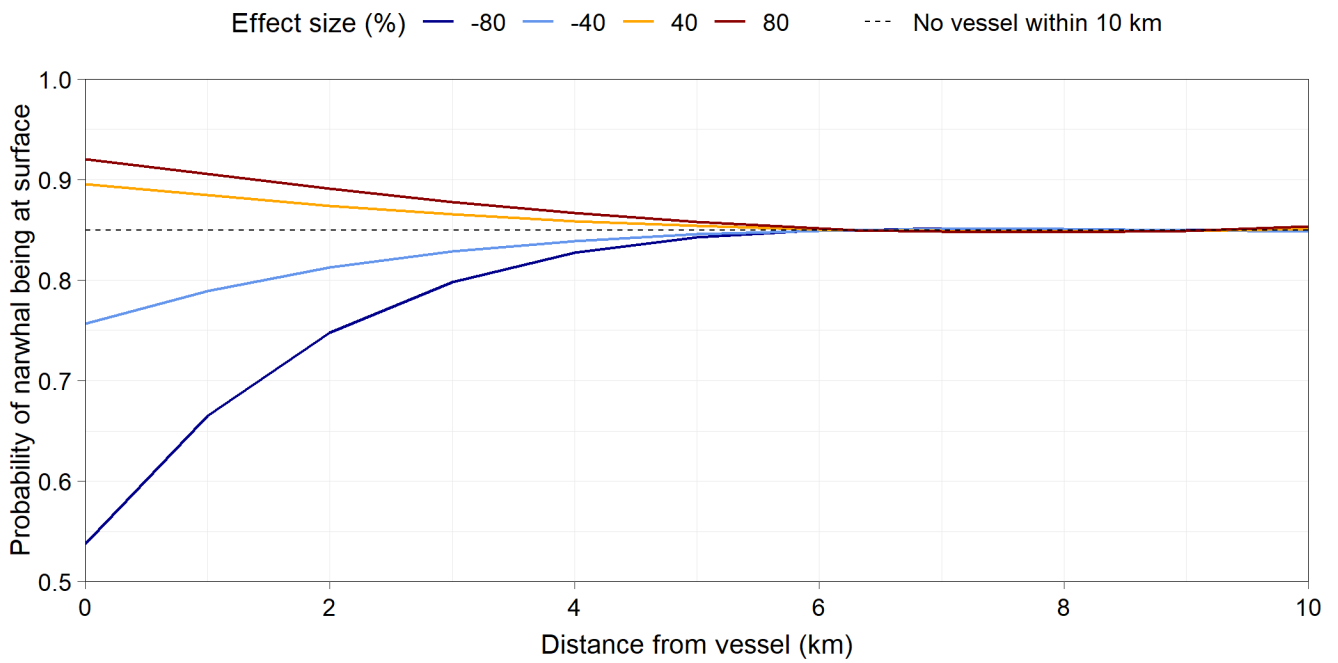 Effect size (%) -80 -40 40 80 No vessel within 10 km
Probability of narwhal being at surface
1.0
0.9
0.8
0.7
0.6
0.5
0 2 4 6 8 10
Distance from vessel (km)